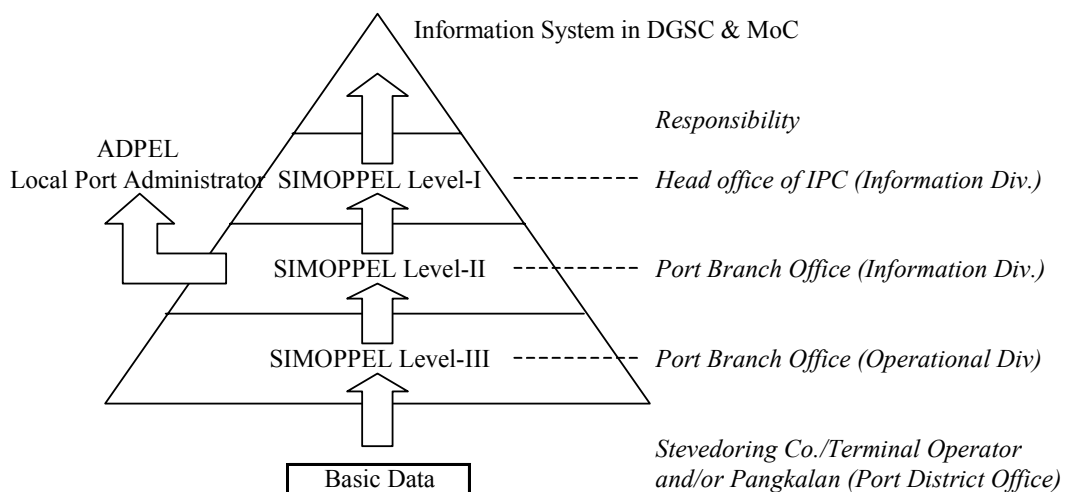 Information System in DGSC & MoC
Responsibility
ADPEL
Local Port Administrator
SIMOPPEL Level-I
Head office of IPC (Information Div.)
SIMOPPEL Level-II
Port Branch Office (Information Div.)
SIMOPPEL Level-III
Port Branch Office (Operational Div)
Stevedoring Co./Terminal Operator
and/or Pangkalan (Port District Office)
Basic Data